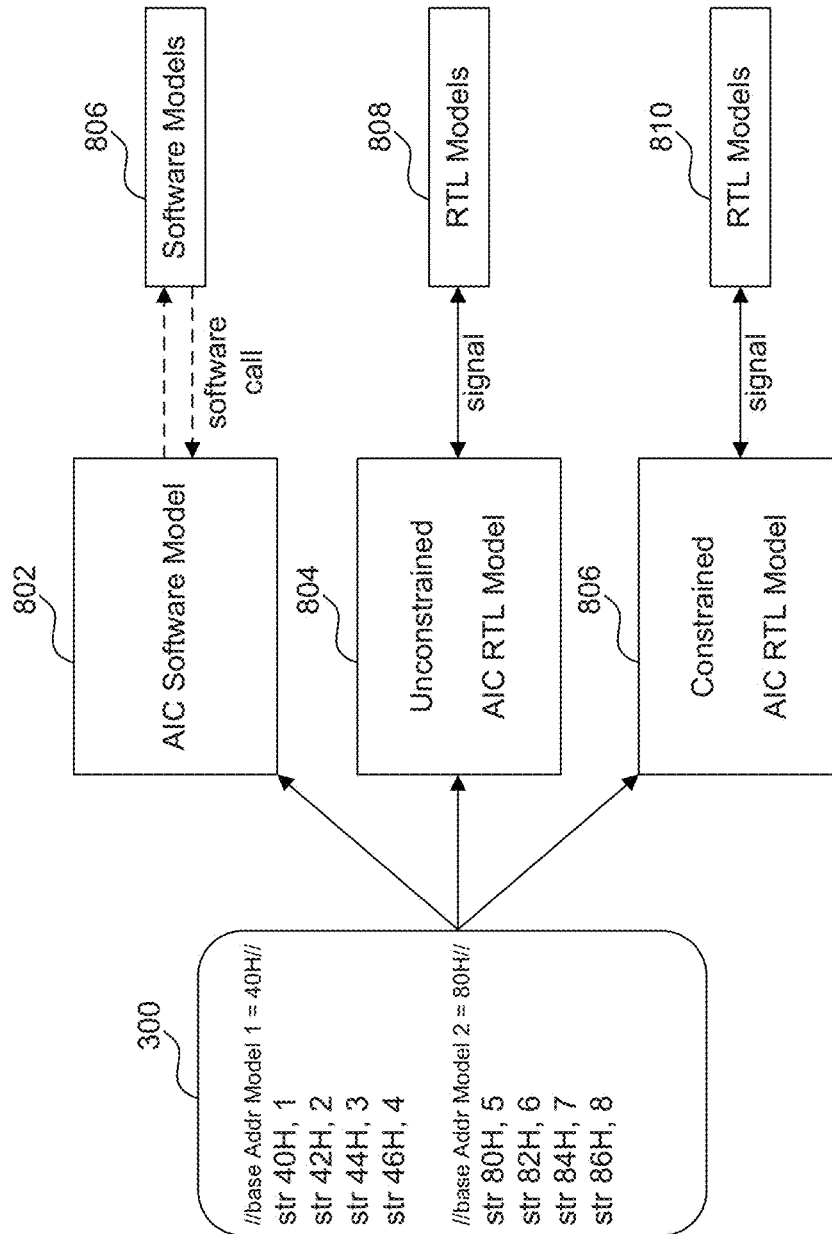 300
//base Addr Model 1 = 40H//
str 40H, 1
str 42H, 2
str 44H, 3
str 46H, 4
//base Addr Model 2 = 80H//
str 80H, 5
str 82H, 6
str 84H, 7
str 86H, 8
802
AIC Software Model
software
call
806
Software Models
804
Unconstrained
AIC RTL Model
signal
808
RTL Models
806
Constrained
AIC RTL Model
signal
810
RTL Models